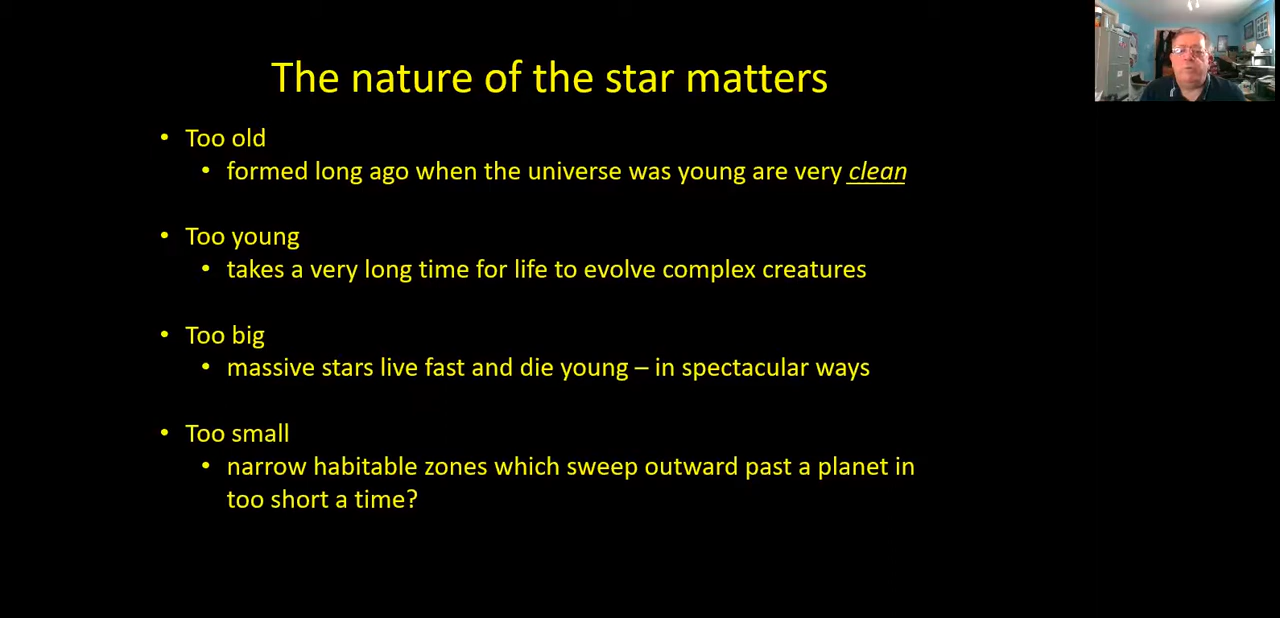 The nature of the star matters
• Too old
• formed long ago when the universe was young are very clean
• Too young
• takes a very long time for life to evolve complex creatures
• Too big
• massive stars live fast and die young – in spectacular ways
• Too small
• narrow habitable zones which sweep outward past a planet in
too short a time?